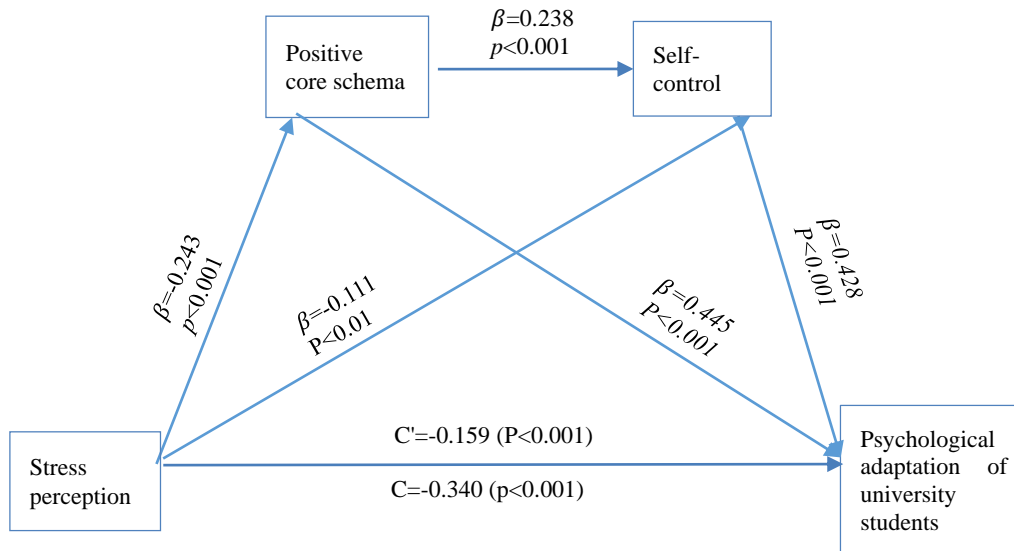 β=0.238
p<0.001
Positive
core schema
Self-
control
β=-0.243
p<0.001
β=-0.111
P<0.01
β=0.445
P<0.001
β=0.428
P<0.001
Stress
perception
C'=-0.159 (P<0.001)
C=-0.340 (p<0.001)
Psychological
adaptation of
university
students